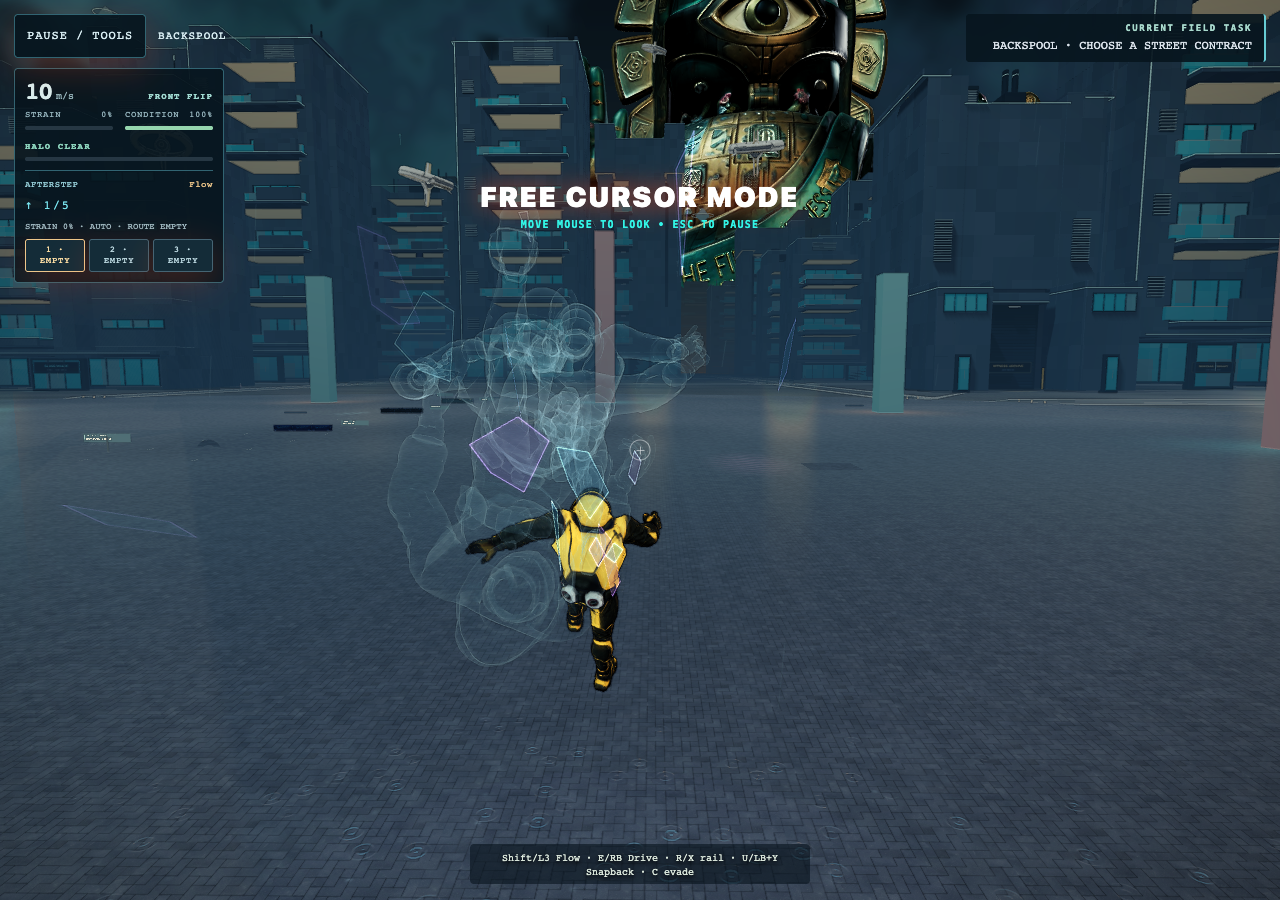 PAUSE / TOOLS
BACKSPOOL
CURRENT FIELD TASK
BACKSPOOL · CHOOSE A STREET CONTRACT
10 m/s
FRONT FLIP
STRAIN 0%
CONDITION 100%
HALO CLEAR
AFTERSTEP
Flow
↑ 1/5
STRAIN 0% · AUTO · ROUTE EMPTY
1 ·
EMPTY
2 ·
EMPTY
3 ·
EMPTY
FREE CURSOR MODE
MOVE MOUSE TO LOOK • ESC TO PAUSE
Shift/L3 Flow · E/RB Drive · R/X rail · U/LB+Y
Snapback · C evade